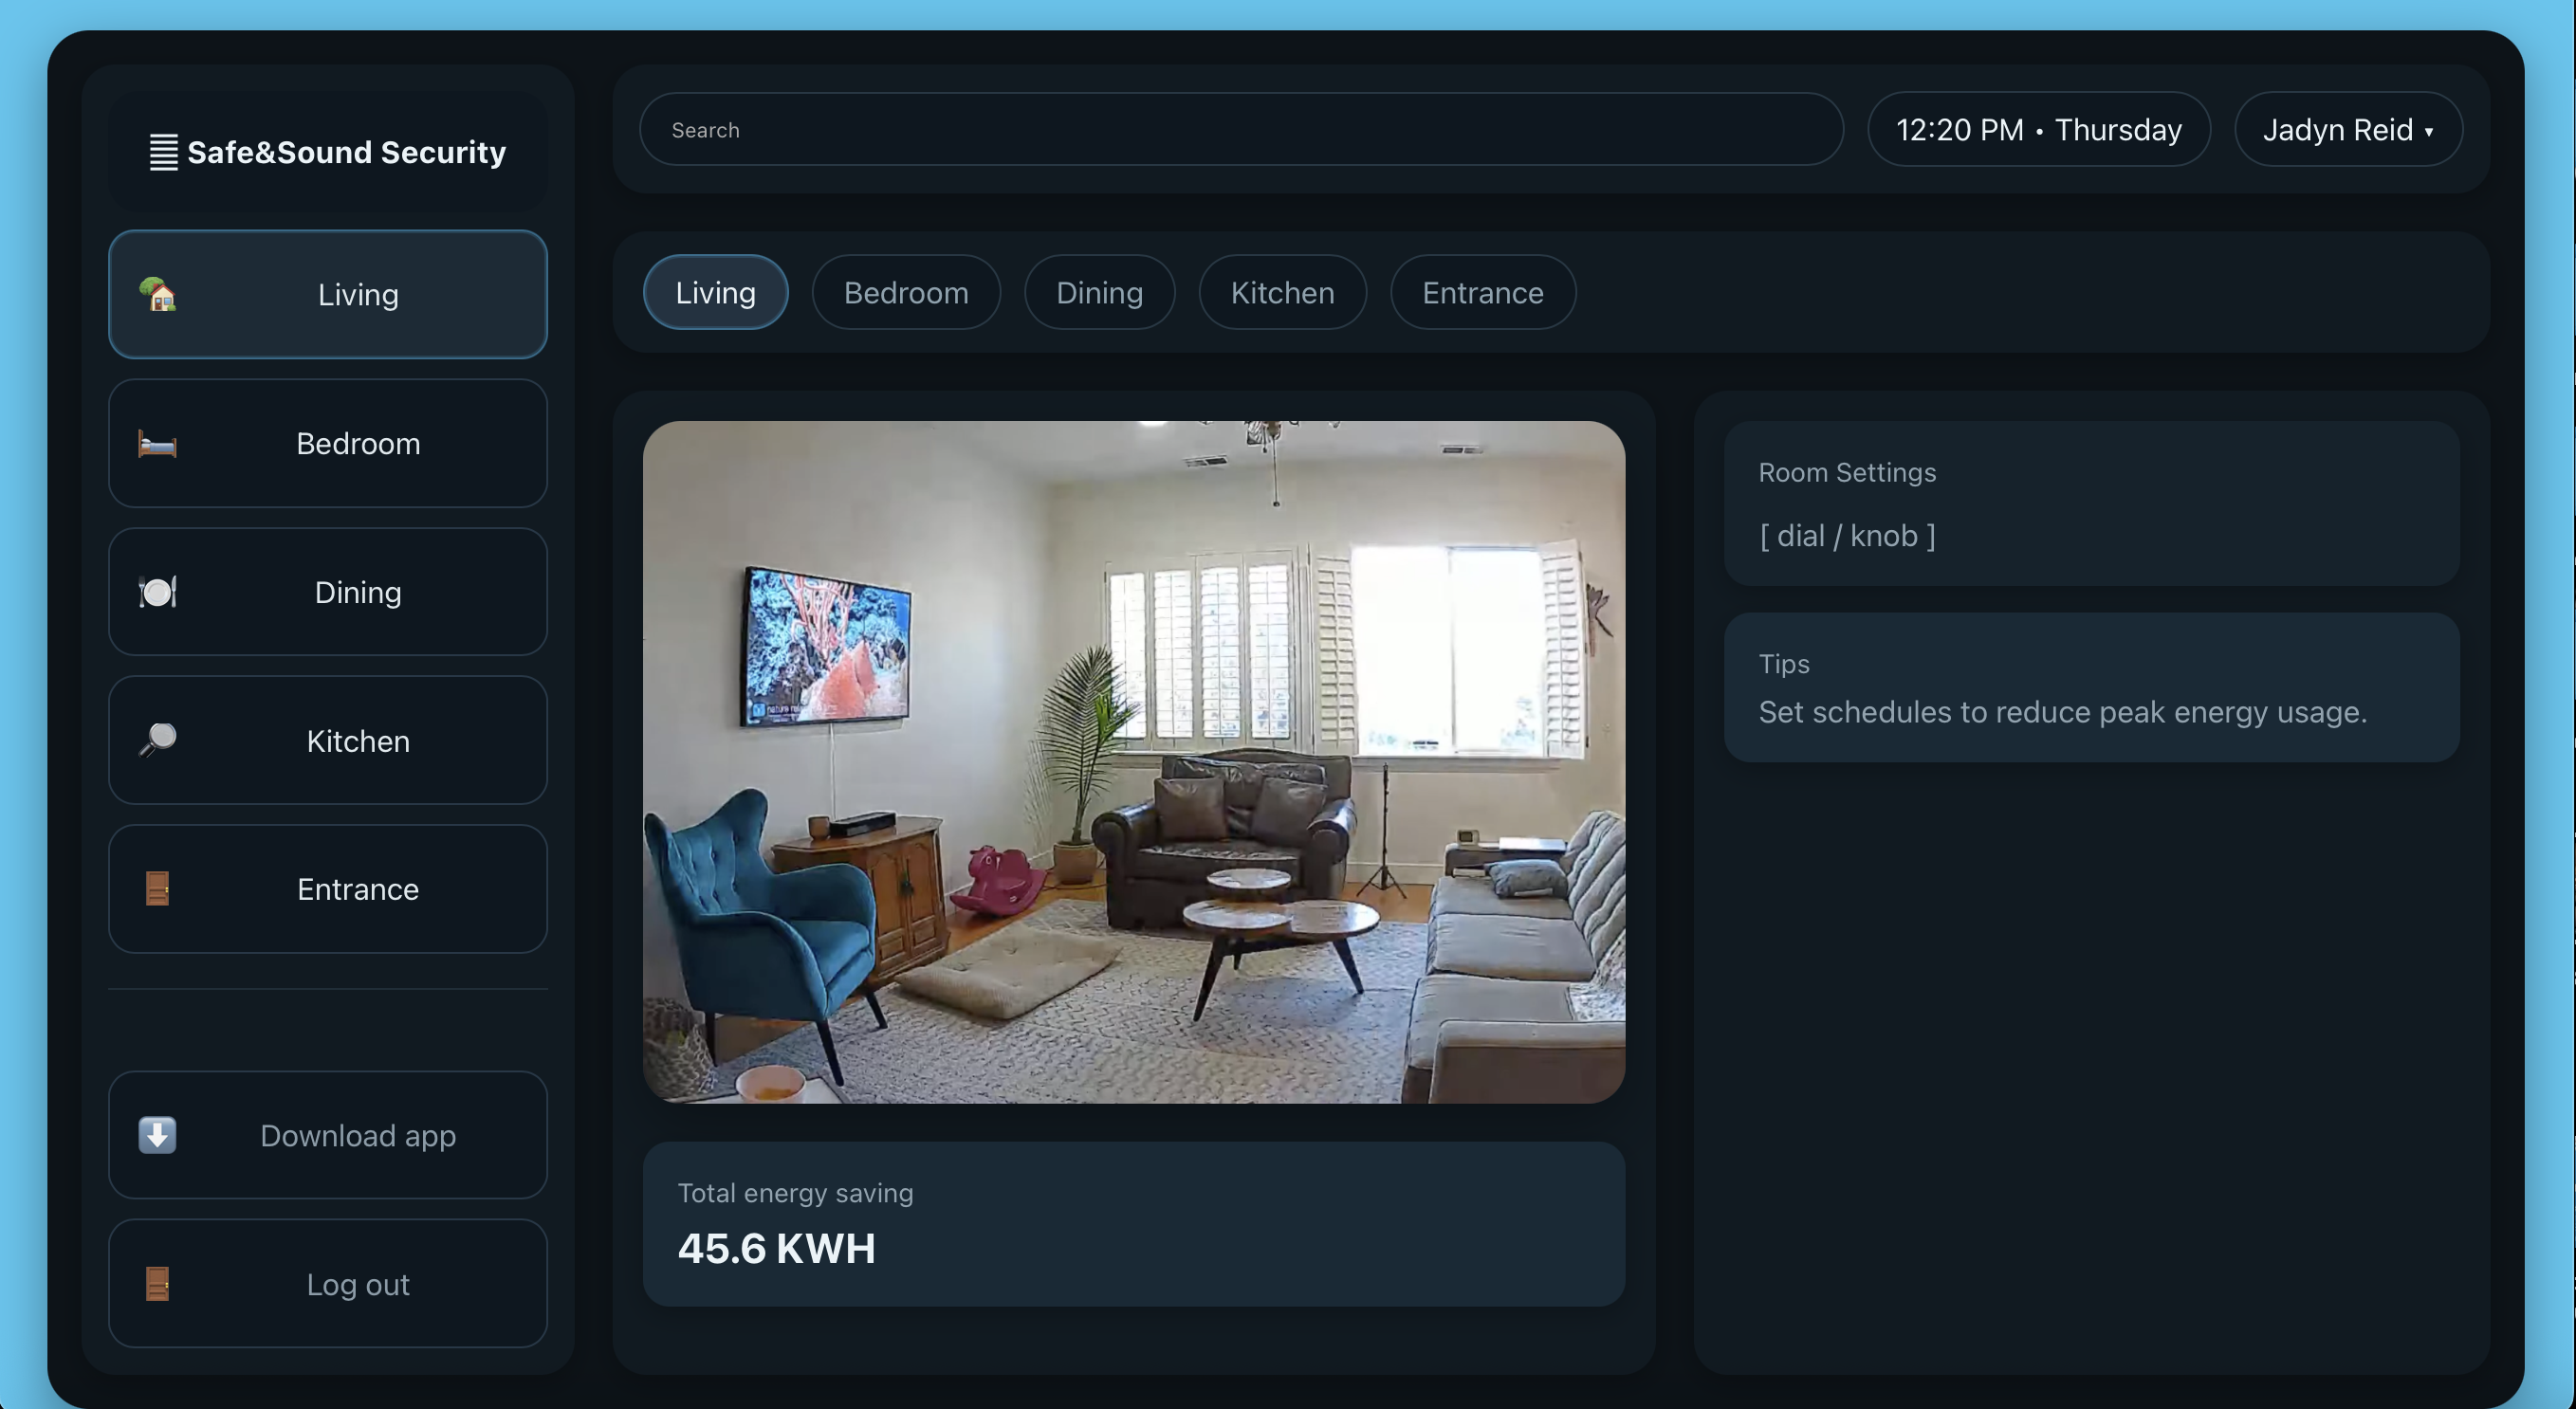 Safe&Sound Security
Living
Bedroom
Dining
Kitchen
Entrance
Download app
Log out
Search
12:20 PM • Thursday
Jadyn Reid ▾
Living
Bedroom
Dining
Kitchen
Entrance
Total energy saving
45.6 KWH
Room Settings
[ dial / knob ]
Tips
Set schedules to reduce peak energy usage.